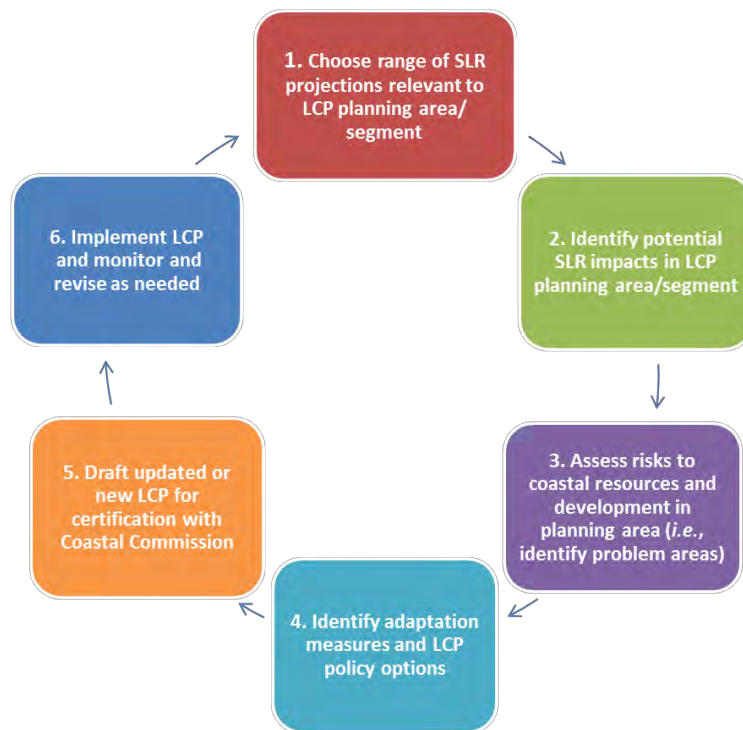 1. Choose range of SLR
projections relevant to
LCP planning area/
segment
2. Identify potential
SLR impacts in LCP
planning area/segment
3. Assess risks to
coastal resources and
development in
planning area (i.e.,
identify problem areas)
4. Identify adaptation
measures and LCP
policy options
5. Draft updated or
new LCP for
certification with
Coastal Commission
6. Implement LCP
and monitor and
revise as needed